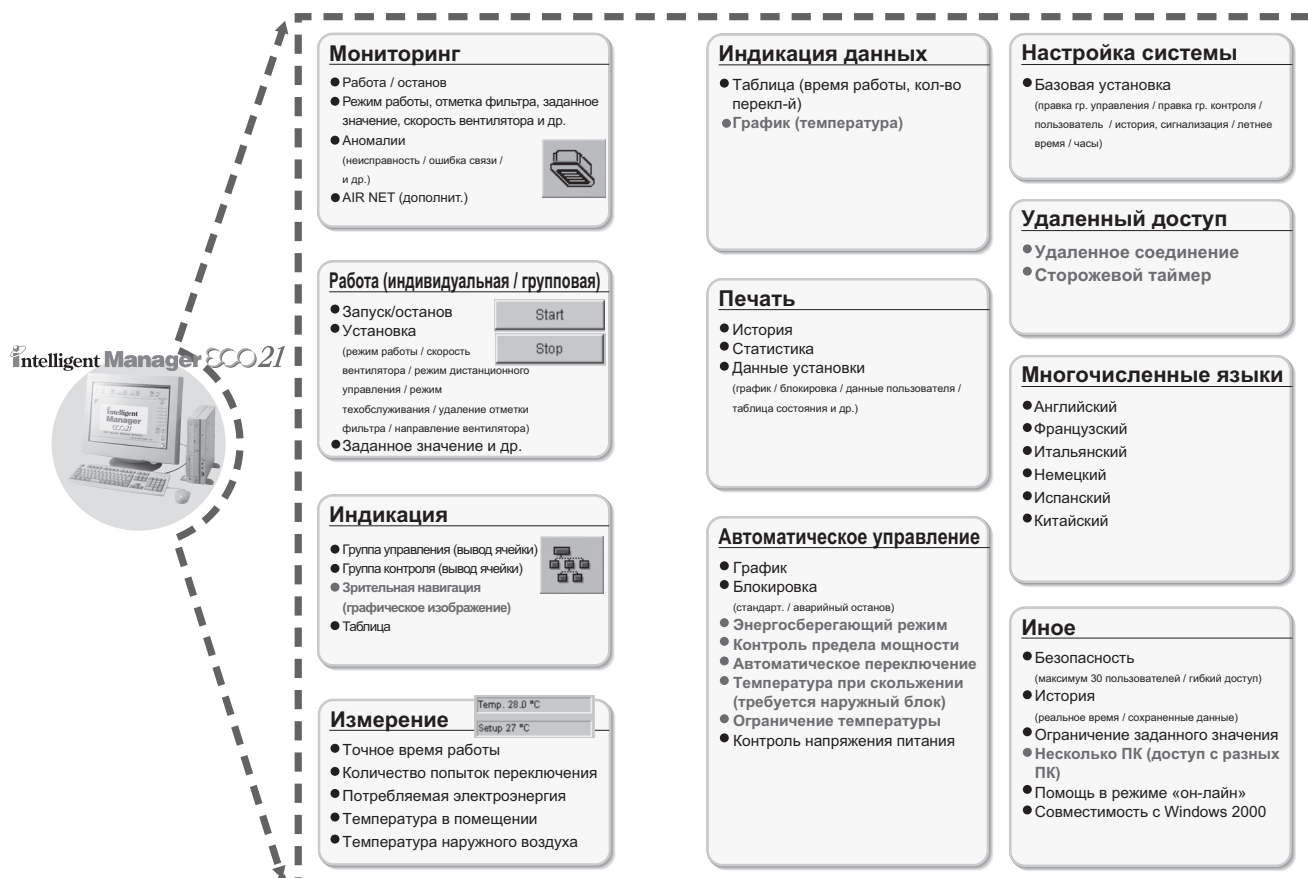 Intelligent Manager ECO21
Intelligent
Manager
ECO21
Мониторинг
Работа / останов
Режим работы, отметка фильтра, заданное
значение, скорость вентилятора и др.
Аномалии
(неисправность / ошибка связи /
и др.)
AIR NET (дополнит.)
Работа (индивидуальная / групповая)
Запуск/останов
Установка
(режим работы / скорость
вентилятора / режим дистанционного
управления / режим
техобслуживания / удаление отметки
фильтра / направление вентилятора)
Заданное значение и др.
Start
Stop
Индикация
Группа управления (вывод ячейки)
Группа контроля (вывод ячейки)
Зрительная навигация
(графическое изображение)
Таблица
Измерение
Temp. 28.0 °C
Setup 27 °C
Точное время работы
Количество попыток переключения
Потребляемая электроэнергия
Температура в помещении
Температура наружного воздуха
Индикация данных
Таблица (время работы, кол-во
перекл-й)
График (температура)
Печать
История
Статистика
Данные установки
(график / блокировка / данные пользователя /
таблица состояния и др.)
Автоматическое управление
График
Блокировка
(стандарт. / аварийный останов)
Энергосберегающий режим
Контроль предела мощности
Автоматическое переключение
Температура при скольжении
(требуется наружный блок)
Ограничение температуры
Контроль напряжения питания
Настройка системы
Базовая установка
(правка гр. управления / правка гр. контроля /
пользователь / история, сигнализация / летнее
время / часы)
Удаленный доступ
Удаленное соединение
Сторожевой таймер
Многочисленные языки
Английский
Французский
Итальянский
Немецкий
Испанский
Китайский
Иное
Безопасность
(максимум 30 пользователей / гибкий доступ)
История
(реальное время / сохраненные данные)
Ограничение заданного значения
Несколько ПК (доступ с разных
ПК)
Помощь в режиме «он-лайн»
Совместимость с Windows 2000